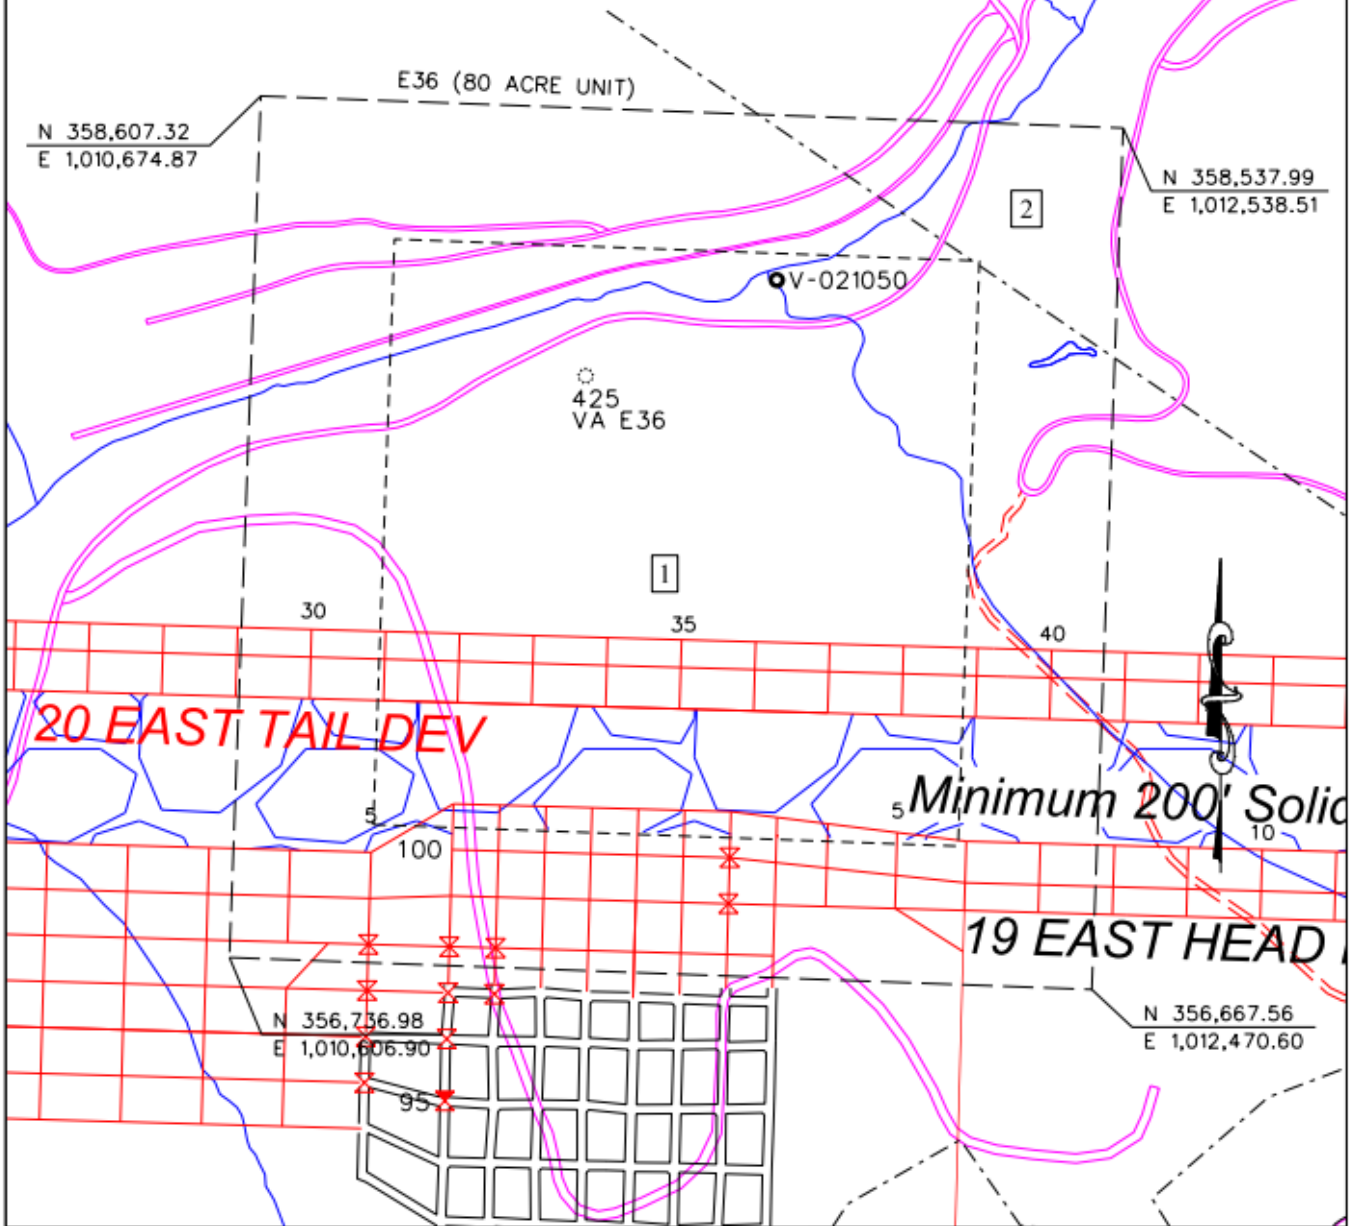 E36 (80 ACRE UNIT)
N 358,607.32
E 1,010,674.87
N 358,537.99
E 1,012,538.51
2
V-021050
425
VA E36
1
30
35
40
20 EAST TAIL DEV
Minimum 200' Solid
5
5
10
100
19 EAST HEAD
N 356,736.98
E 1,010,606.90
N 356,667.56
E 1,012,470.60
95